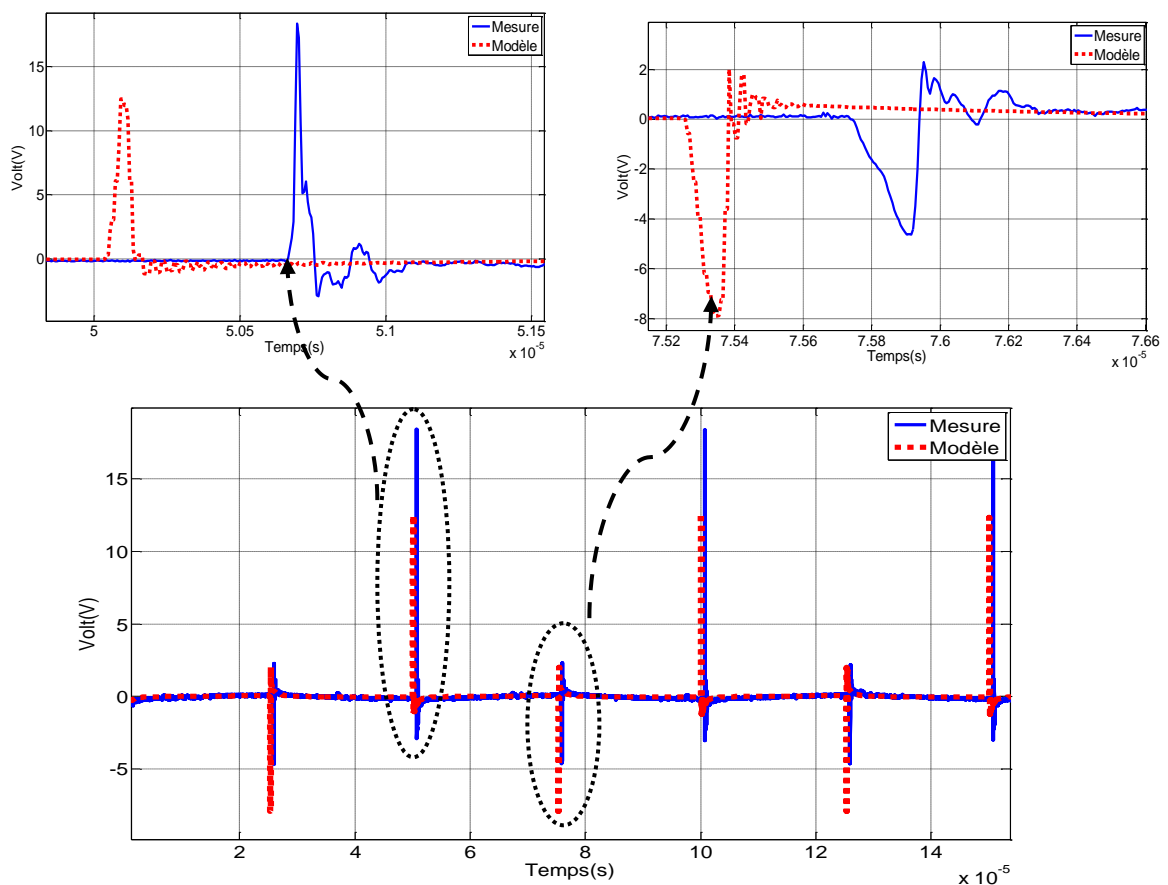 Mesure
Modèle
15
10
5
0
Volt(V)
5
5.05
5.1
5.15
Temps(s)
x 10⁻⁵
Mesure
Modèle
2
0
-2
-4
-6
-8
Volt(V)
7.52
7.54
7.56
7.58
7.6
7.62
7.64
7.66
Temps(s)
x 10⁻⁵
Mesure
Modèle
15
10
5
0
-5
Volt(V)
2
4
6
8
10
12
14
Temps(s)
x 10⁻⁵